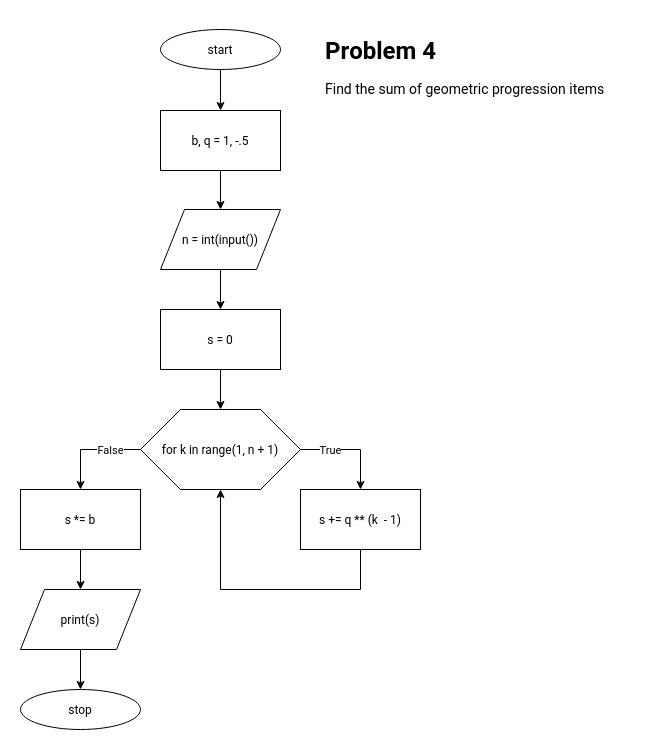 start
Problem 4
Find the sum of geometric progression items
b, q = 1, -.5
n = int(input())
s = 0
for k in range(1, n + 1)
False
True
s *= b
s += q ** (k  - 1)
print(s)
stop